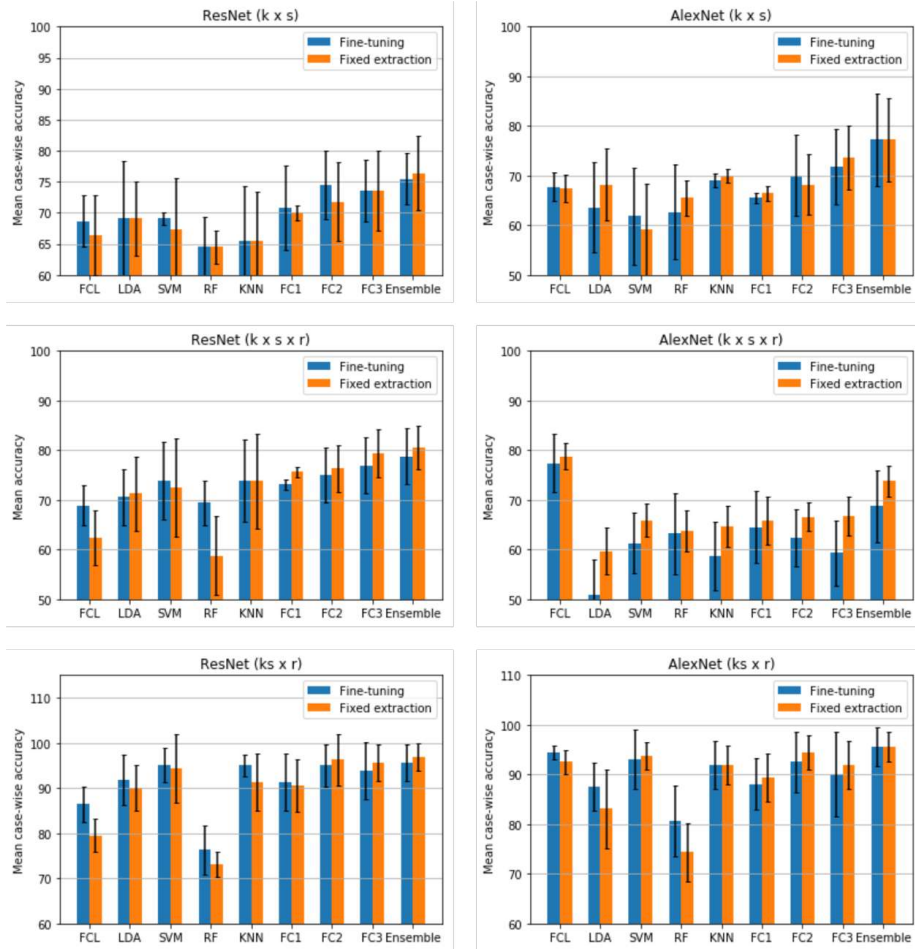 ResNet (k x s)
Mean case-wise accuracy
100
95
90
85
80
75
70
65
60
Fine-tuning
Fixed extraction
FCL LDA SVM RF KNN FC1 FC2 FC3 Ensemble
AlexNet (k x s)
Mean case-wise accuracy
100
90
80
70
60
50
Fine-tuning
Fixed extraction
FCL LDA SVM RF KNN FC1 FC2 FC3 Ensemble
ResNet (k x s x r)
Mean accuracy
100
90
80
70
60
50
Fine-tuning
Fixed extraction
FCL LDA SVM RF KNN FC1 FC2 FC3 Ensemble
AlexNet (k x s x r)
Mean accuracy
100
90
80
70
60
50
Fine-tuning
Fixed extraction
FCL LDA SVM RF KNN FC1 FC2 FC3 Ensemble
ResNet (ks x r)
Mean case-wise accuracy
110
100
90
80
70
60
Fine-tuning
Fixed extraction
FCL LDA SVM RF KNN FC1 FC2 FC3 Ensemble
AlexNet (ks x r)
Mean case-wise accuracy
110
100
90
80
70
60
Fine-tuning
Fixed extraction
FCL LDA SVM RF KNN FC1 FC2 FC3 Ensemble